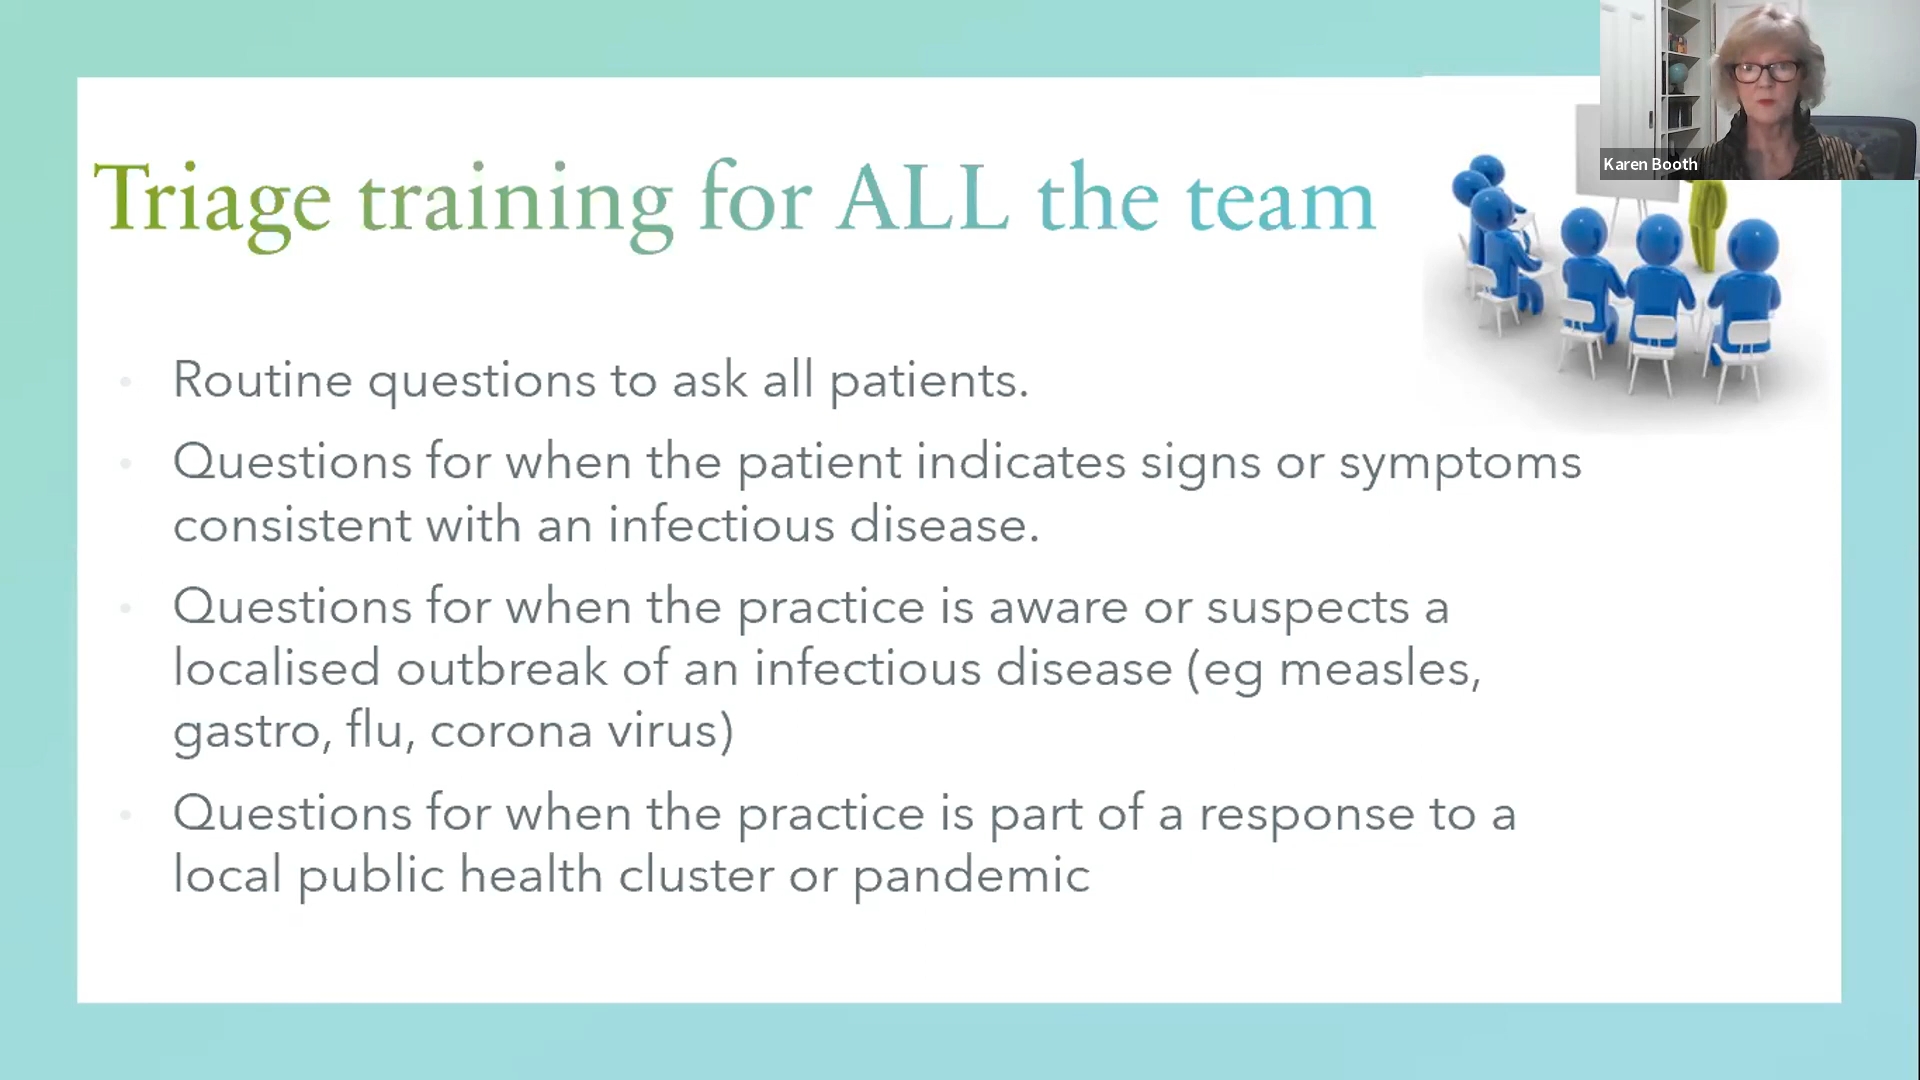 Karen Booth
Triage training for ALL the team
Routine questions to ask all patients.
Questions for when the patient indicates signs or symptoms
consistent with an infectious disease.
Questions for when the practice is aware or suspects a
localised outbreak of an infectious disease (eg measles,
gastro, flu, corona virus)
Questions for when the practice is part of a response to a
local public health cluster or pandemic